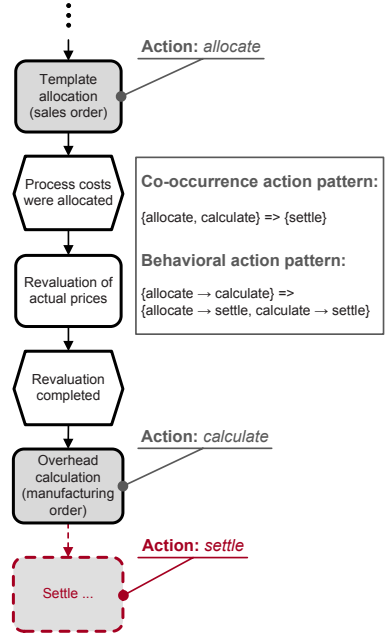 Action: allocate
Template
allocation
(sales order)
Process costs
were allocated
Co-occurrence action pattern:
{allocate, calculate} => {settle}
Behavioral action pattern:
{allocate → calculate} =>
{allocate → settle, calculate → settle}
Revaluation of
actual prices
Revaluation
completed
Action: calculate
Overhead
calculation
(manufacturing
order)
Action: settle
Settle ...